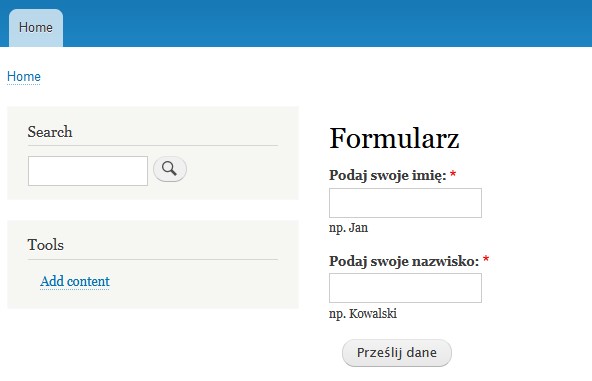 Home
Home
Search
Tools
Add content
Formularz
Podaj swoje imię: *
np. Jan
Podaj swoje nazwisko: *
np. Kowalski
Prześlij dane